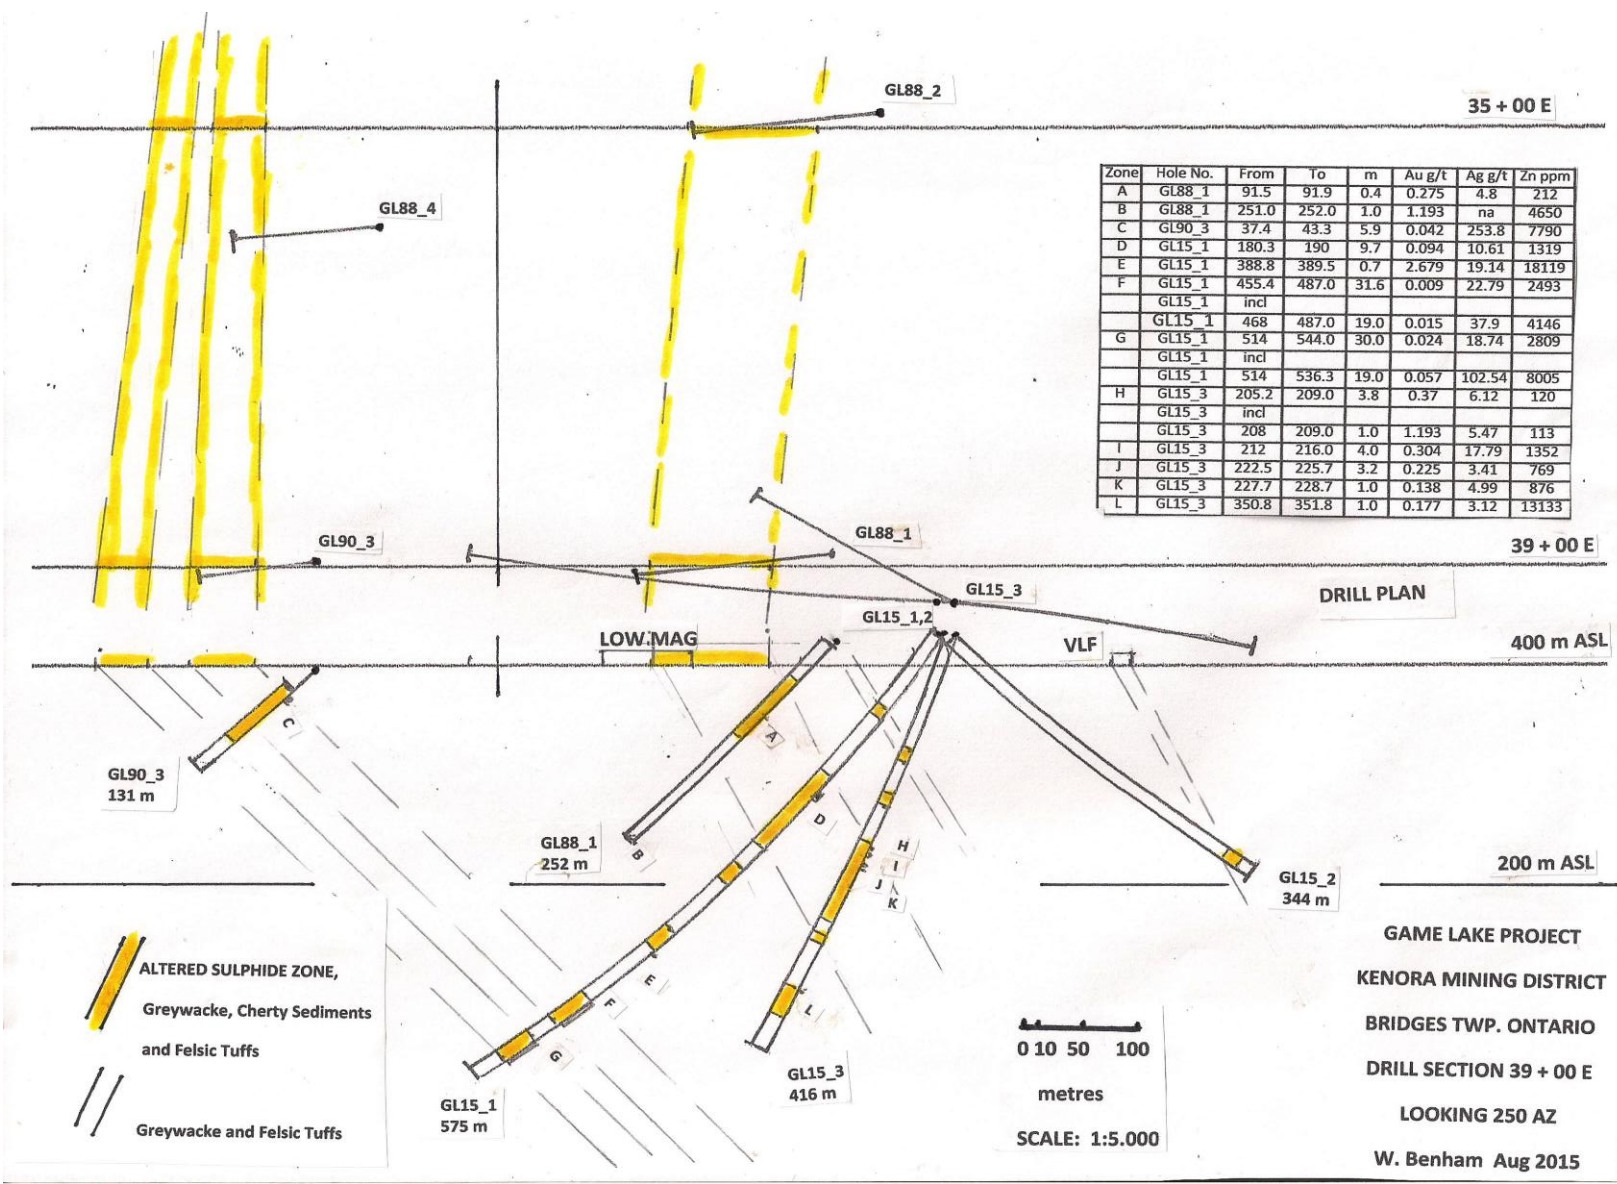 GL88_2
35 + 00 E
GL88_4
Zone Hole No. From To m Au g/t Ag g/t Zn ppm
A GL88_1 91.5 91.9 0.4 0.275 4.8 212
B GL88_1 251.0 252.0 1.0 1.193 na 4650
C GL90_3 37.4 43.3 5.9 0.042 253.8 7790
D GL15_1 180.3 190 9.7 0.094 10.61 1319
E GL15_1 388.8 389.5 0.7 2.679 19.14 18119
F GL15_1 455.4 487.0 31.6 0.009 22.79 2493
GL15_1 incl
GL15_1 468 487.0 19.0 0.015 37.9 4146
G GL15_1 514 544.0 30.0 0.024 18.74 2809
GL15_1 incl
GL15_1 514 536.3 19.0 0.057 102.54 8005
H GL15_3 205.2 209.0 3.8 0.37 6.12 120
GL15_3 incl
GL15_3 208 209.0 1.0 1.193 5.47 113
I GL15_3 212 216.0 4.0 0.304 17.79 1352
J GL15_3 222.5 225.7 3.2 0.225 3.41 769
K GL15_3 227.7 228.7 1.0 0.138 4.99 876
L GL15_3 350.8 351.8 1.0 0.177 3.12 13133
GL90_3
GL88_1
39 + 00 E
GL15_3
DRILL PLAN
GL15_1,2
LOW MAG
VLF
400 m ASL
C
A
GL90_3
131 m
D
GL88_1
252 m
B
H
I
J
K
200 m ASL
GL15_2
344 m
E
F
L
G
GL15_3
416 m
GL15_1
575 m
ALTERED SULPHIDE ZONE,
Greywacke, Cherty Sediments
and Felsic Tuffs
Greywacke and Felsic Tuffs
0 10 50 100
metres
SCALE: 1:5.000
GAME LAKE PROJECT
KENORA MINING DISTRICT
BRIDGES TWP. ONTARIO
DRILL SECTION 39 + 00 E
LOOKING 250 AZ
W. Benham Aug 2015